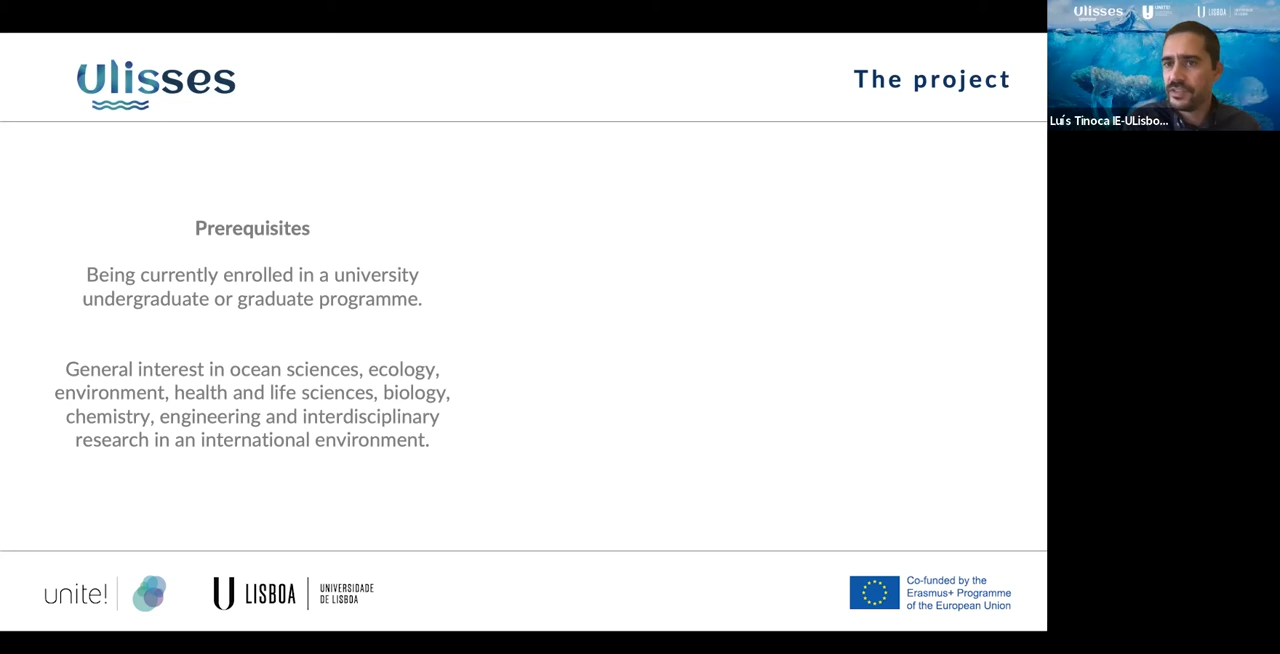 Ulisses
The project
Prerequisites
Being currently enrolled in a university
undergraduate or graduate programme.
General interest in ocean sciences, ecology,
environment, health and life sciences, biology,
chemistry, engineering and interdisciplinary
research in an international environment.
unite!
U LISBOA
UNIVERSIDADE
DE LISBOA
Co-funded by the
Erasmus+ Programme
of the European Union
Ulisses
UNITE!
LISBOA
Luís Tinoca IE-ULisbo...